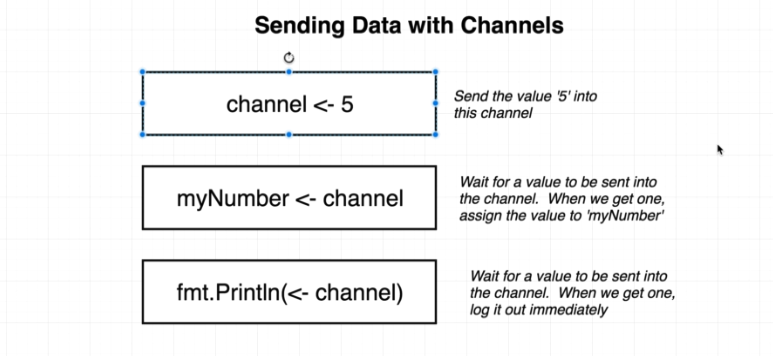 Sending Data with Channels
channel <- 5
Send the value '5' into
this channel
myNumber <- channel
Wait for a value to be sent into
the channel.  When we get one,
assign the value to 'myNumber'
fmt.Println(<- channel)
Wait for a value to be sent into
the channel.  When we get one,
log it out immediately